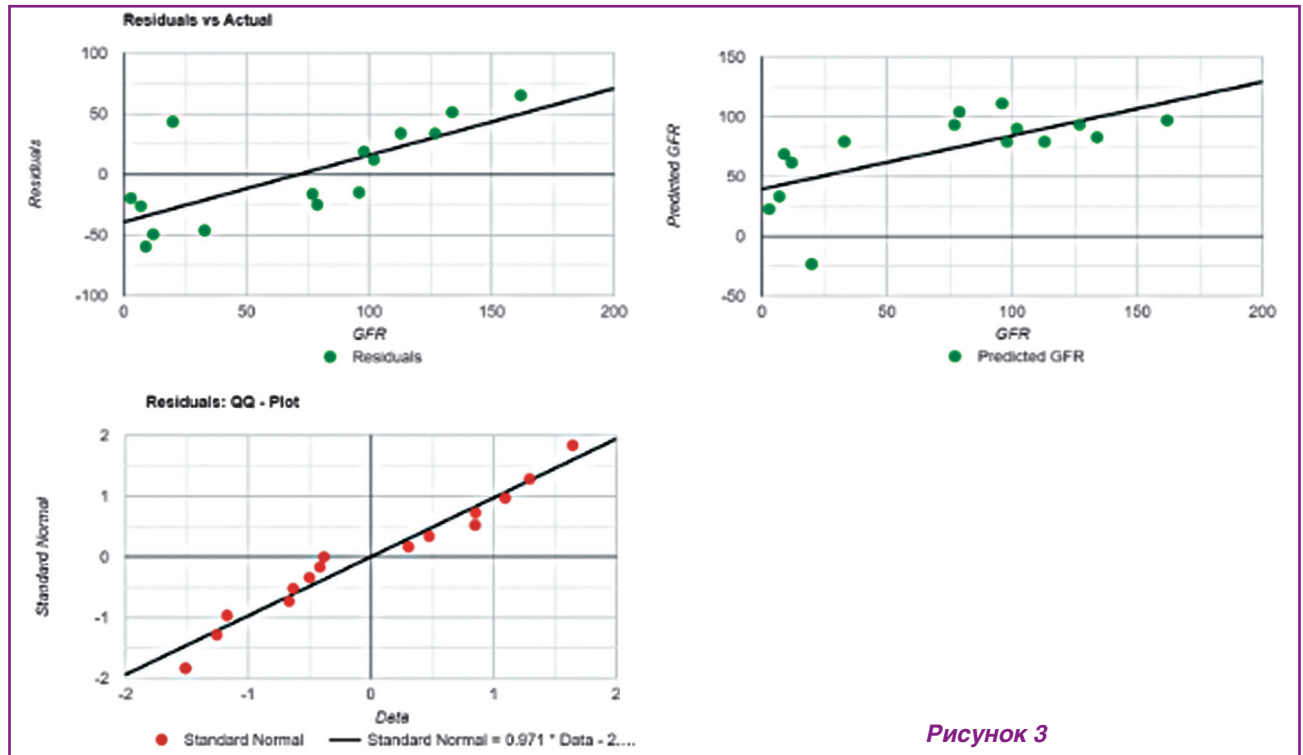 Residuals vs Actual
100
50
0
-50
-100
Residuals
0 50 100 150 200
GFR
Residuals
150
100
50
0
-50
Predicted GFR
0 50 100 150 200
GFR
Predicted GFR
Residuals: QQ - Plot
2
1
0
-1
-2
Standard Normal
-2 -1 0 1 2
Data
Standard Normal Standard Normal = 0.971 * Data - 2....
Рисунок 3